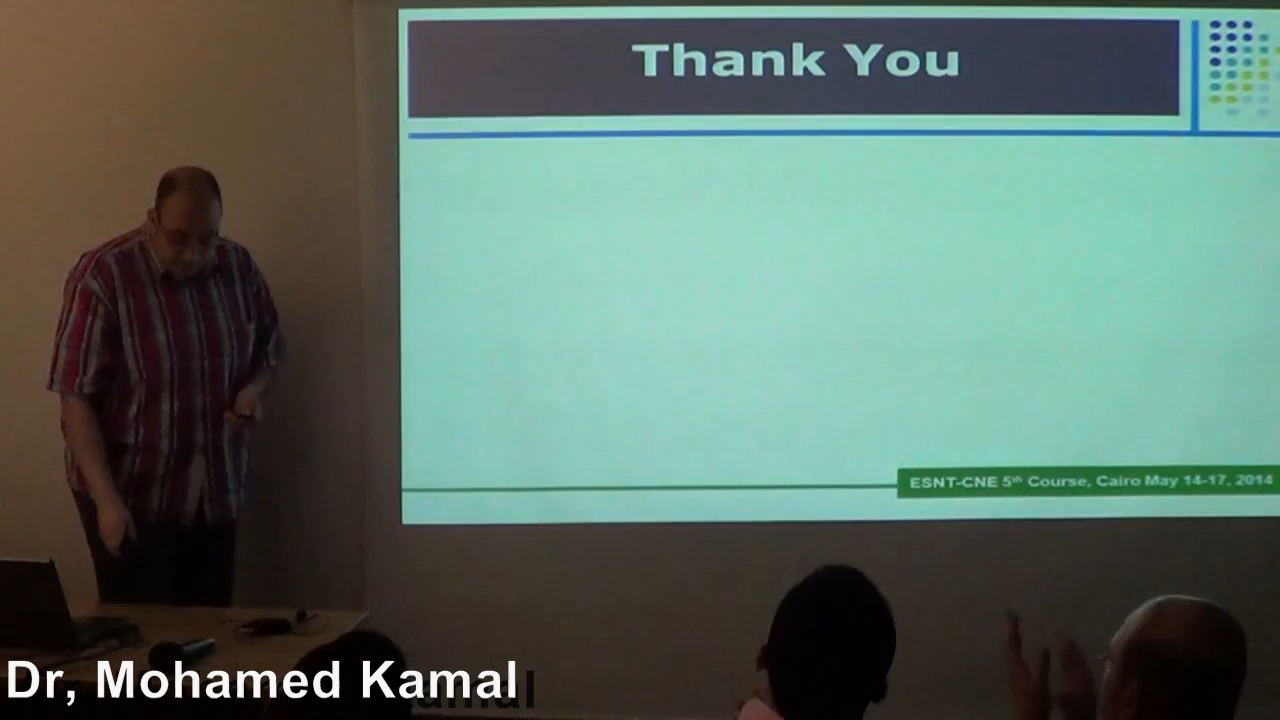 Thank You
ESNT-CNE 5th Course, Cairo May 14-17, 2014
Dr, Mohamed Kamal